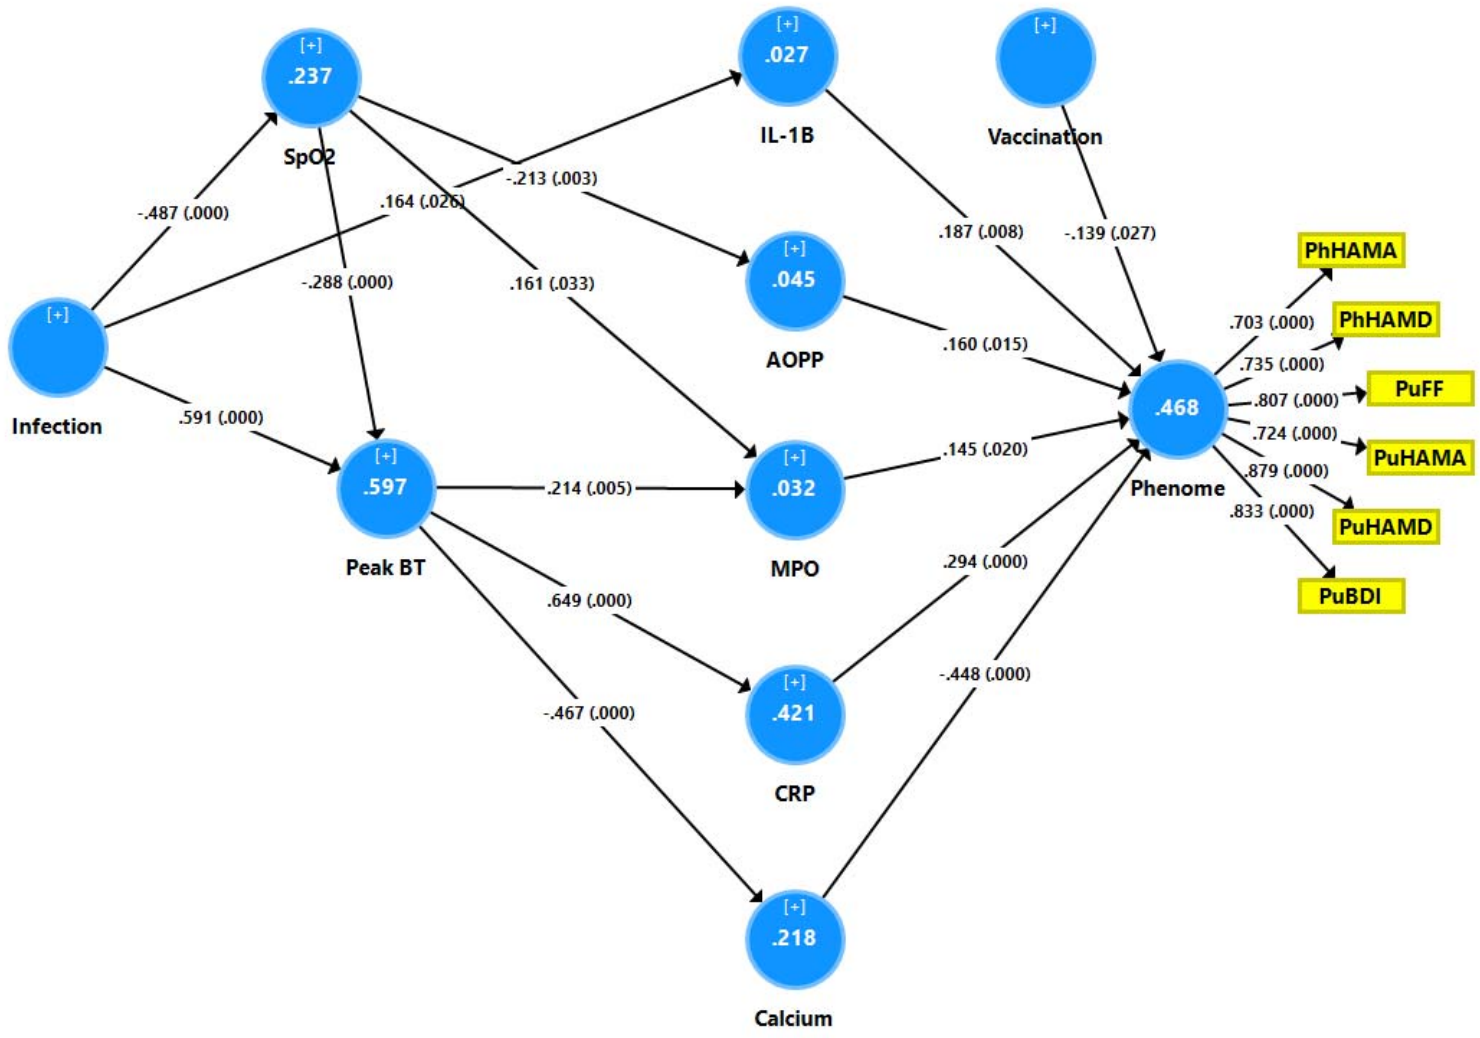 [+]
.237
SpO2
[+]
.027
IL-1B
[+]
Vaccination
-.487 (.000)
.164 (.026)
-.213 (.003)
-.288 (.000)
.161 (.033)
.187 (.008)
-.139 (.027)
[+]
Infection
.591 (.000)
[+]
.045
AOPP
.160 (.015)
[+]
.597
Peak BT
.214 (.005)
[+]
.032
MPO
.145 (.020)
.468
Phenome
.703 (.000)
PhHAMA
.735 (.000)
PhHAMD
.807 (.000)
PuFF
.724 (.000)
PuHAMA
.879 (.000)
PuHAMD
.833 (.000)
PuBDI
.649 (.000)
.294 (.000)
[+]
.421
CRP
-.467 (.000)
-.448 (.000)
[+]
.218
Calcium